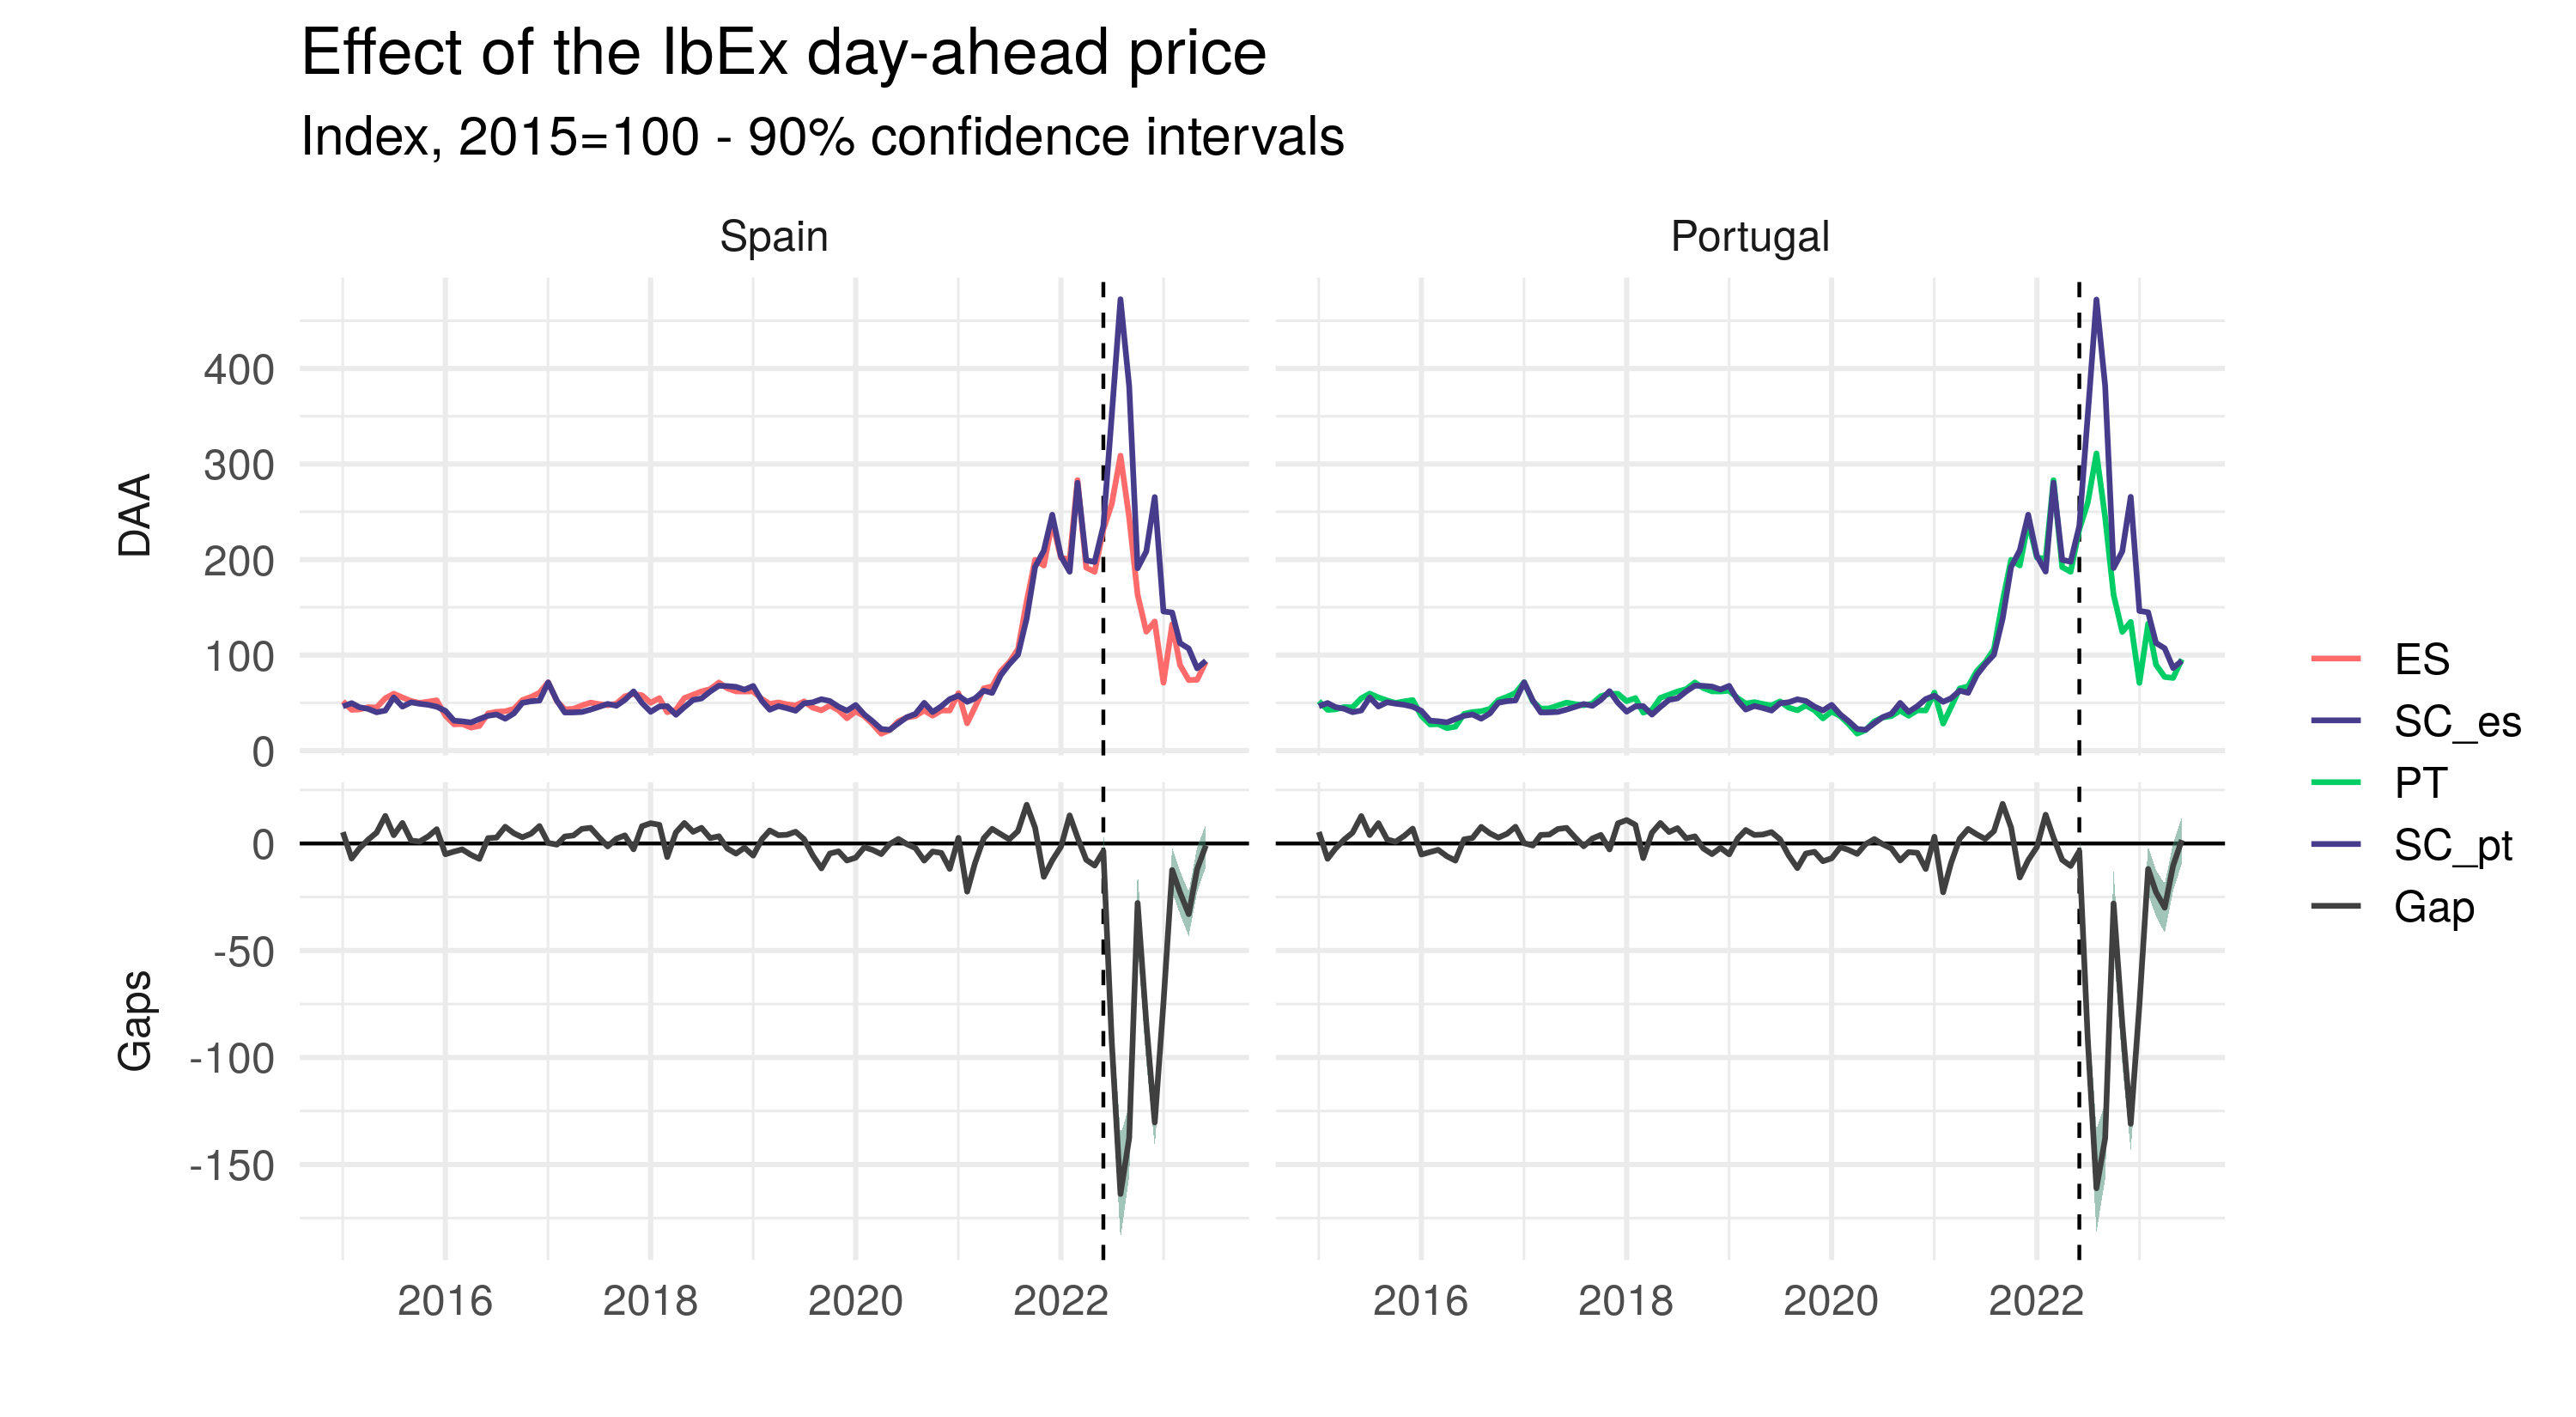 Effect of the IbEx day-ahead price
Index, 2015=100 - 90% confidence intervals
Spain
Portugal
DAA
400
300
200
100
0
Gaps
0
-50
-100
-150
2016 2018 2020 2022
2016 2018 2020 2022
ES
SC_es
PT
SC_pt
Gap